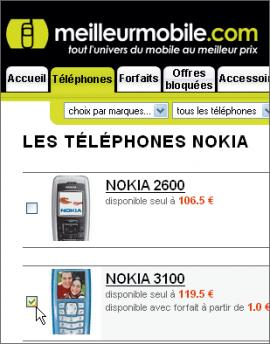 meilleurmobile.com
tout l'univers du mobile au meilleur prix
Accueil Téléphones Forfaits Offres bloquées
choix par marques... tous les téléphones
LES TÉLÉPHONES NOKIA
NOKIA 2600
disponible seul à 106.5 €
NOKIA
NOKIA 3100
disponible seul à 119.5 €
disponible avec forfait à partir de 1.0 €